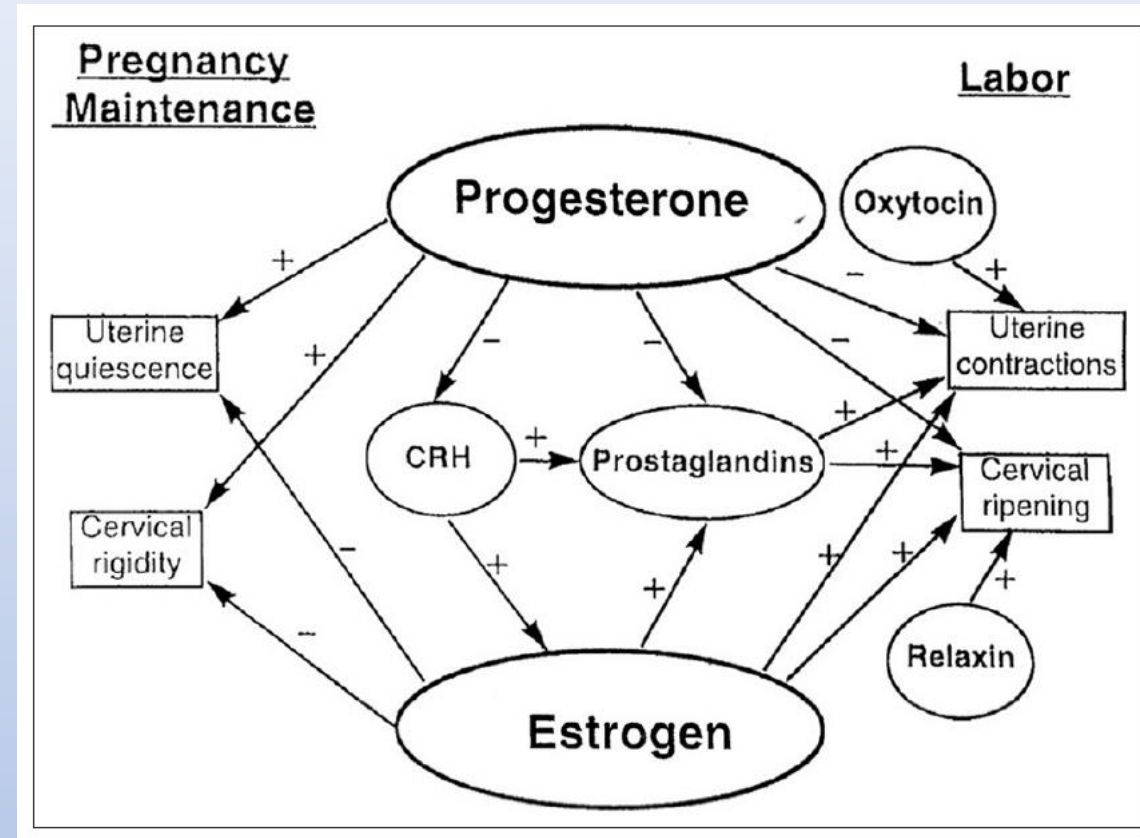 Pregnancy
Maintenance
Labor
Progesterone
Oxytocin
+
-
+
Uterine
quiescence
+
-
-
-
Uterine
contractions
+
CRH
+
Prostaglandins
+
Cervical
ripening
Cervical
rigidity
-
+
+
+
+
+
-
Relaxin
Estrogen